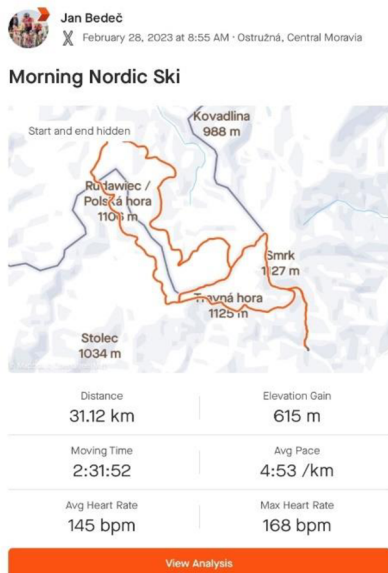 Jan Bedeč
February 28, 2023 at 8:55 AM · Ostružná, Central Moravia
Morning Nordic Ski
Kovadlina
988 m
Start and end hidden
Rudawiec /
Polská hora
1106 m
Smrk
1127 m
Travná hora
1125 m
Stolec
1034 m
Distance
31.12 km
Elevation Gain
615 m
Moving Time
2:31:52
Avg Pace
4:53 /km
Avg Heart Rate
145 bpm
Max Heart Rate
168 bpm
View Analysis